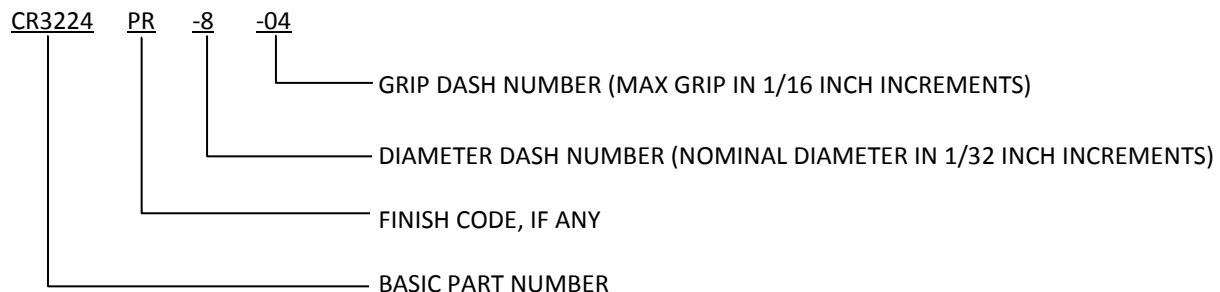 CR3224 PR -8 -04
GRIP DASH NUMBER (MAX GRIP IN 1/16 INCH INCREMENTS)
DIAMETER DASH NUMBER (NOMINAL DIAMETER IN 1/32 INCH INCREMENTS)
FINISH CODE, IF ANY
BASIC PART NUMBER